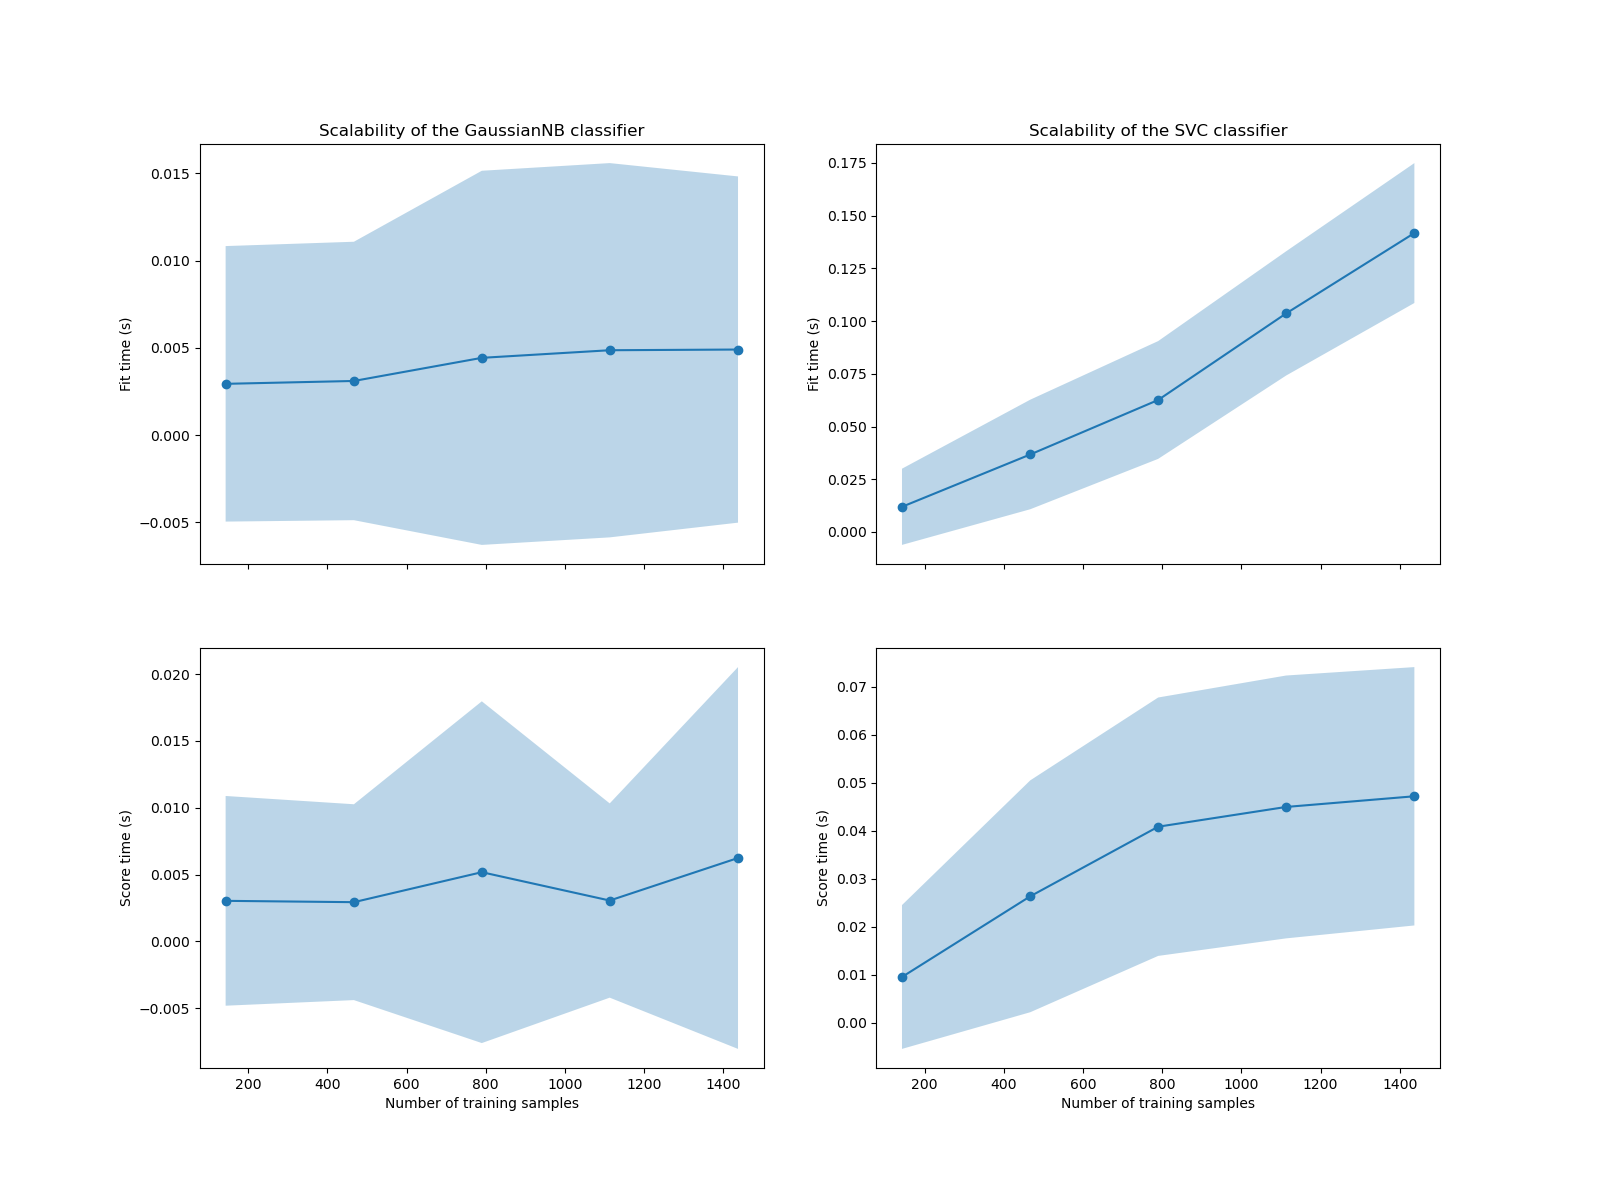 Scalability of the GaussianNB classifier
0.015
0.010
0.005
0.000
−0.005
Fit time (s)
Scalability of the SVC classifier
0.175
0.150
0.125
0.100
0.075
0.050
0.025
0.000
Fit time (s)
0.020
0.015
0.010
0.005
0.000
−0.005
Score time (s)
200 400 600 800 1000 1200 1400
Number of training samples
0.07
0.06
0.05
0.04
0.03
0.02
0.01
0.00
Score time (s)
200 400 600 800 1000 1200 1400
Number of training samples